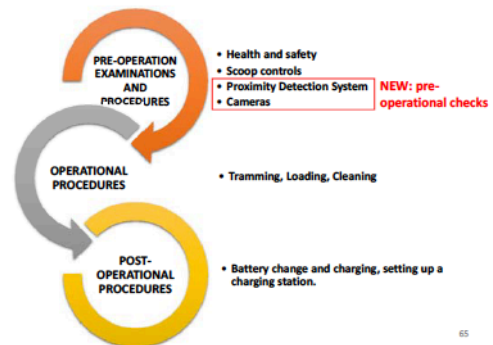 PRE-OPERATION
EXAMINATIONS
AND
PROCEDURES
• Health and safety
• Scoop controls
• Proximity Detection System
• Cameras
NEW: pre-
operational checks
OPERATIONAL
PROCEDURES
• Tramming, Loading, Cleaning
POST-
OPERATIONAL
PROCEDURES
• Battery change and charging, setting up a
charging station.
65